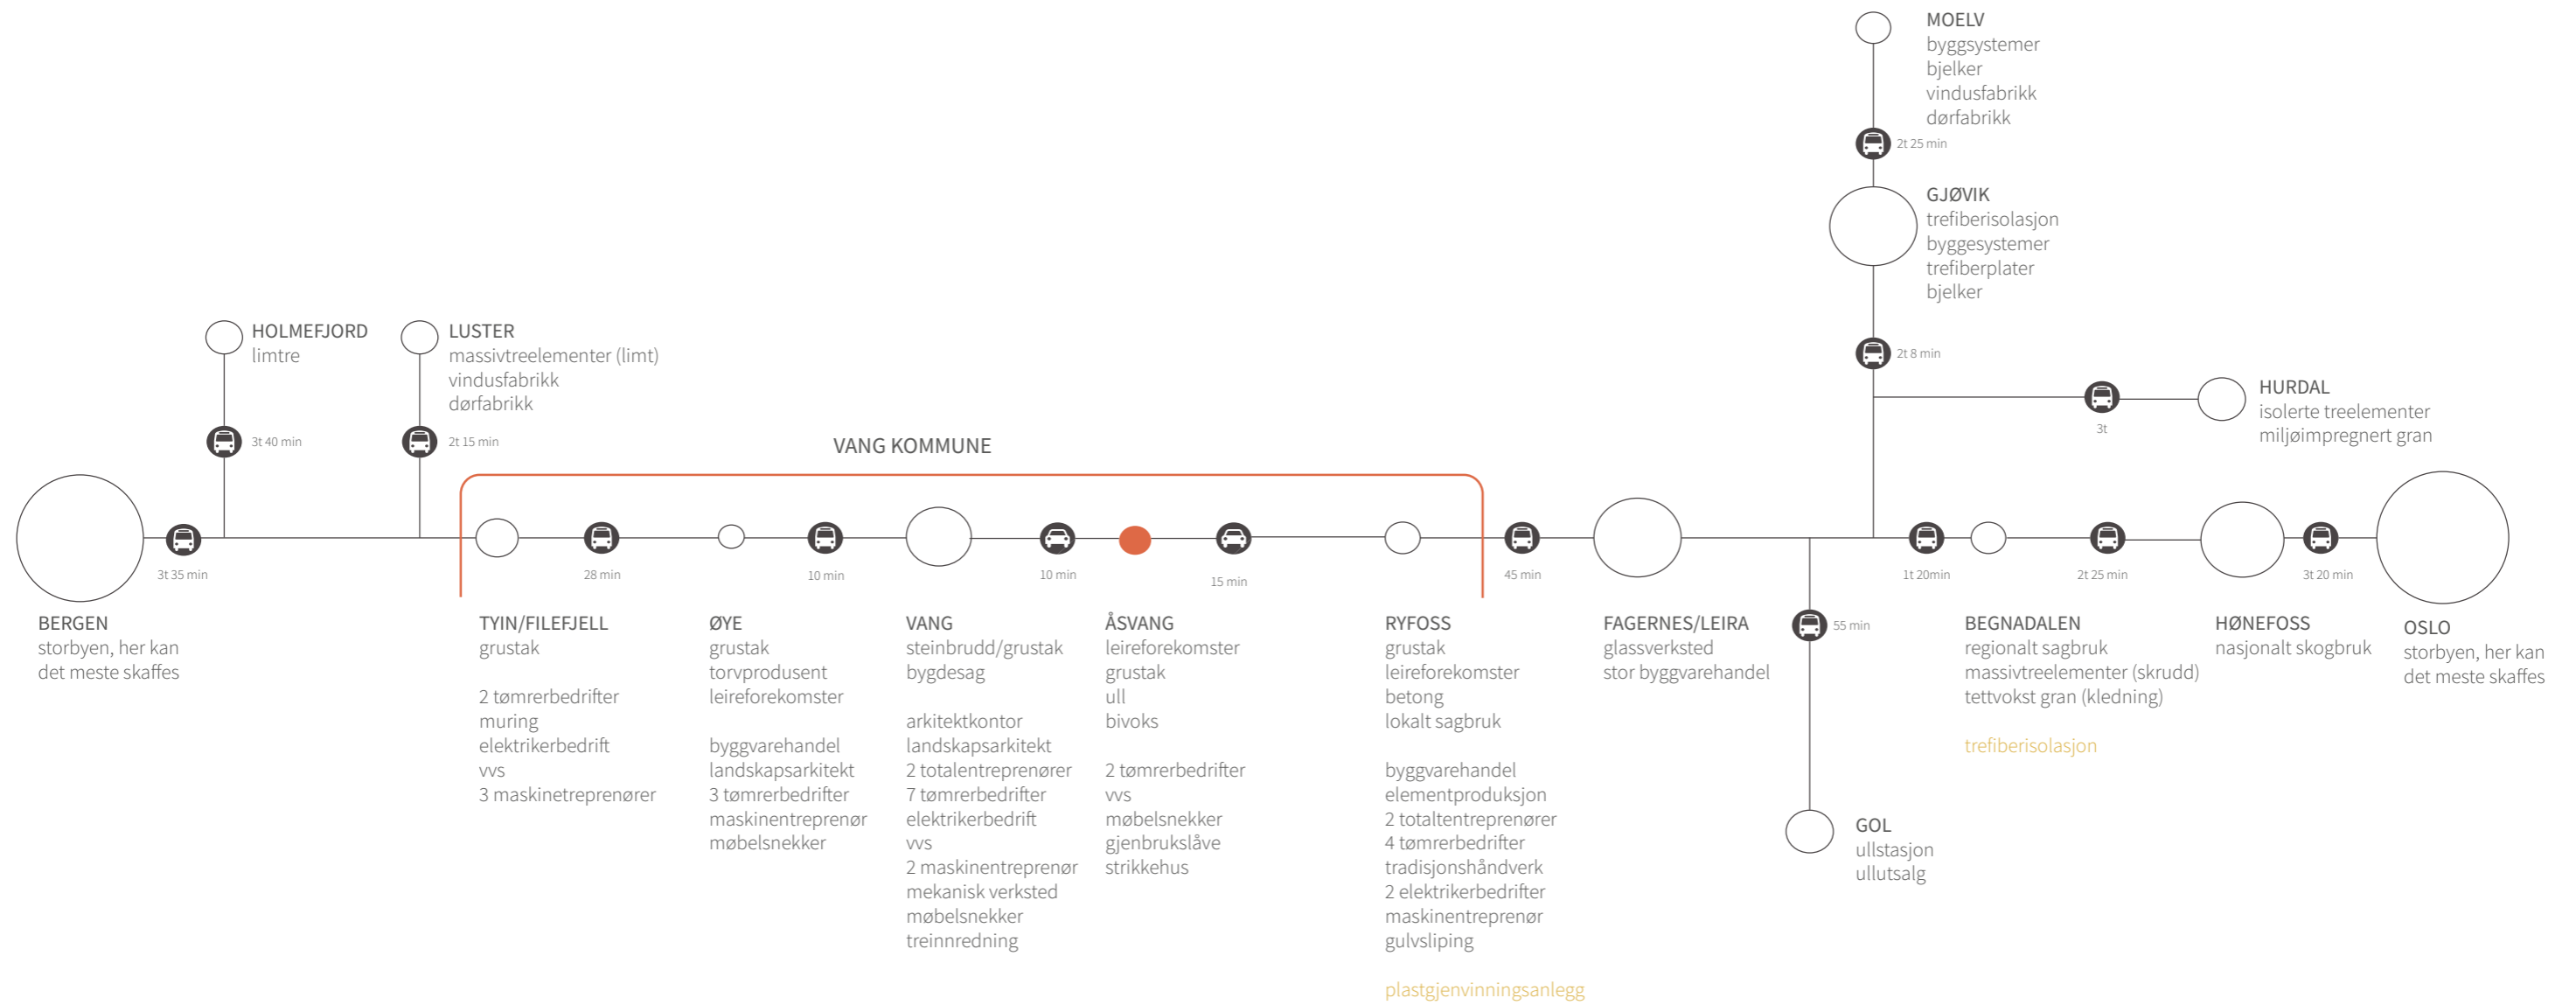 MOELV
byggsystemer
bjelker
vindusfabrikk
dørfabrikk
2t 25 min
GJØVIK
trefiberisolasjon
byggesystemer
trefiberplater
bjelker
2t 8 min
HOLMEFJORD
limtre
3t 40 min
LUSTER
massivtreelementer (limt)
vindusfabrikk
dørfabrikk
2t 15 min
HURDAL
isolerte treelementer
miljøimpregnert gran
3t
VANG KOMMUNE
3t 35 min
28 min
10 min
10 min
15 min
45 min
1t 20min
2t 25 min
3t 20 min
BERGEN
storbyen, her kan
det meste skaffes
TYIN/FILEFJELL
grustak
2 tømrerbedrifter
muring
elektrikerbedrift
vvs
3 maskinetreprenører
ØYE
grustak
torvprodusent
leireforekomster
byggvarehandel
landskapsarkitekt
3 tømrerbedrifter
maskinentreprenør
møbelsnekker
VANG
steinbrudd/grustak
bygdesag
arkitektkontor
landskapsarkitekt
2 totalentreprenører
7 tømrerbedrifter
elektrikerbedrift
vvs
2 maskinentreprenør
mekanisk verksted
møbelsnekker
treinnredning
ÅSVANG
leireforekomster
grustak
ull
bivoks
2 tømrerbedrifter
vvs
møbelsnekker
gjenbrukslåve
strikkehus
RYFOSS
grustak
leireforekomster
betong
lokalt sagbruk
byggvarehandel
elementproduksjon
2 totaltentreprenører
4 tømrerbedrifter
tradisjonshåndverk
2 elektrikerbedrifter
maskinentreprenør
gulvsliping
plastgjenvinningsanlegg
FAGERNES/LEIRA
glassverksted
stor byggvarehandel
55 min
GOL
ullstasjon
ullutsalg
BEGNADALEN
regionalt sagbruk
massivtreelementer (skrudd)
tettvokst gran (kledning)
trefiberisolasjon
HØNEFOSS
nasjonalt skogbruk
OSLO
storbyen, her kan
det meste skaffes